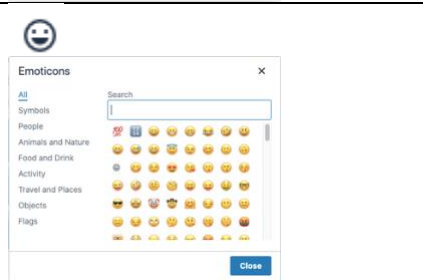 Emoticons
All
Search
Symbols
People
Animals and Nature
Food and Drink
Activity
Travel and Places
Objects
Flags
Close